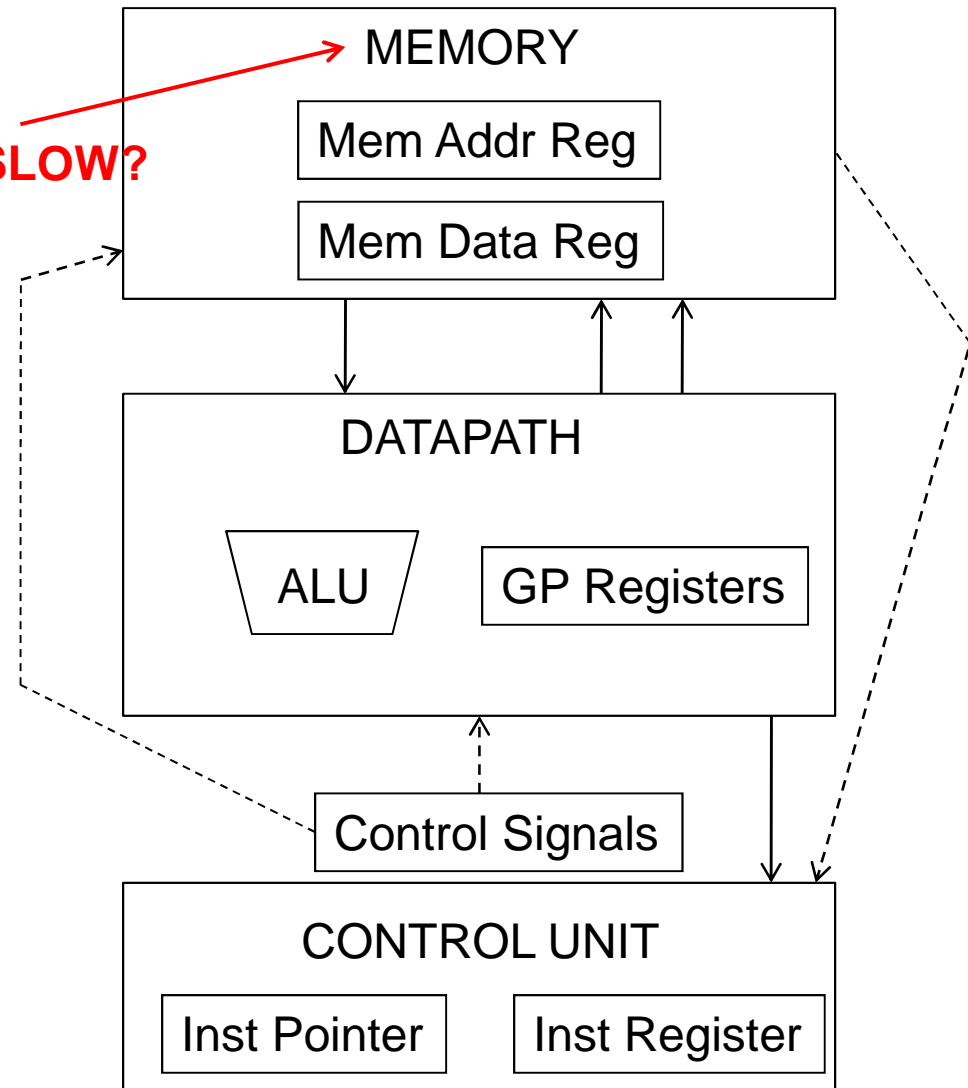 MEMORY
Mem Addr Reg
SLOW?
Mem Data Reg
DATAPATH
ALU
GP Registers
Control Signals
CONTROL UNIT
Inst Pointer
Inst Register